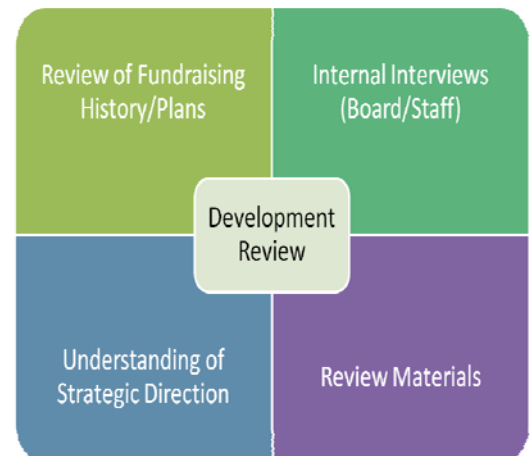 Review of Fundraising
History/Plans
Internal Interviews
(Board/Staff)
Development
Review
Understanding of
Strategic Direction
Review Materials